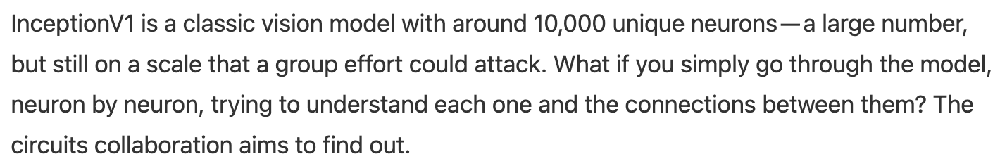 InceptionV1 is a classic vision model with around 10,000 unique neurons — a large number,
but still on a scale that a group effort could attack. What if you simply go through the model,
neuron by neuron, trying to understand each one and the connections between them? The
circuits collaboration aims to find out.